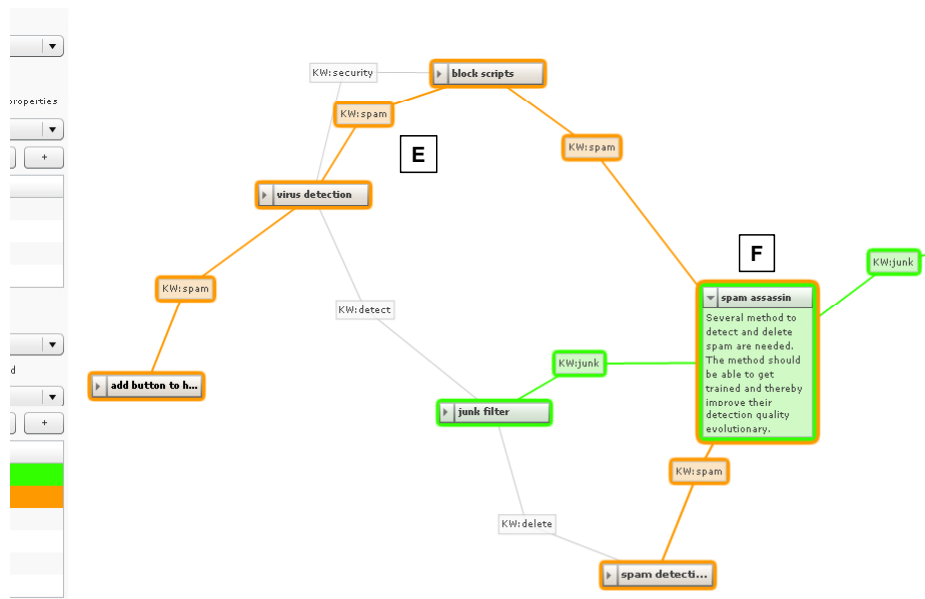 KW:security
block scripts
properties
KW:spam
+
E
KW:spam
virus detection
F
KW:junk
KW:spam
spam assassin
KW:detect
Several method to
detect and delete
spam are needed.
The method should
be able to get
trained and thereby
improve their
detection quality
evolutionary.
KW:junk
d
add button to h...
junk filter
+
KW:spam
KW:delete
spam detecti...